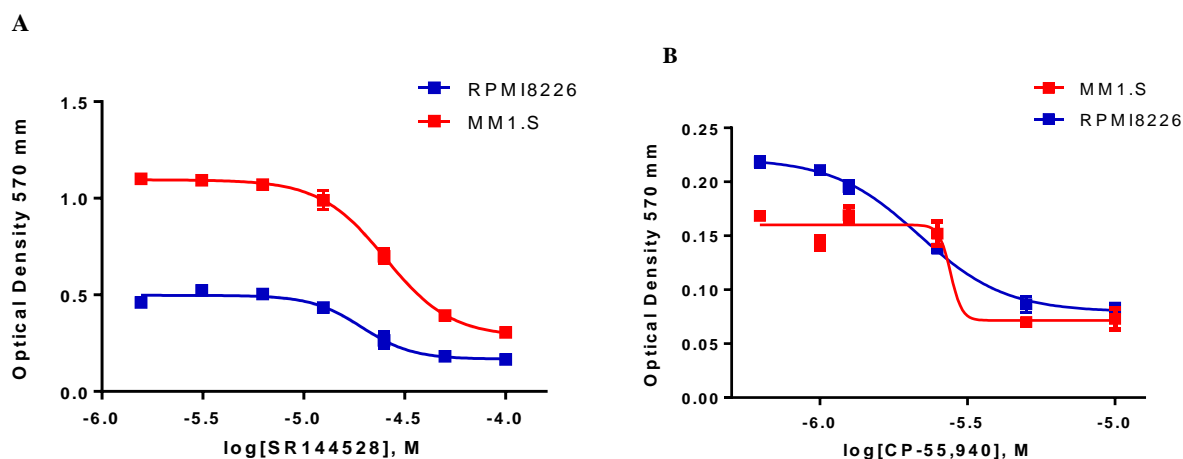 A
RPMI8226
MM1.S
Optical Density 570 mm
1.5
1.0
0.5
0.0
-6.0 -5.5 -5.0 -4.5 -4.0
log[SR144528], M
B
MM1.S
RPMI8226
Optical Density 570 mm
0.25
0.20
0.15
0.10
0.05
0.00
-6.0 -5.5 -5.0
log[CP-55,940], M